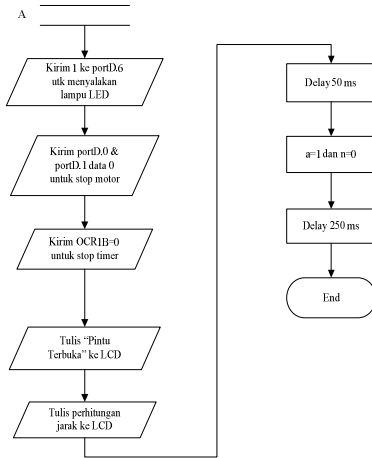 A
Kirim 1 ke portD.6
utk menyalakan
lampu LED
Kirim portD.0 &
portD.1 data 0
untuk stop motor
Kirim OCR1B=0
untuk stop timer
Tulis “Pintu
Terbuka” ke LCD
Tulis perhitungan
jarak ke LCD
Delay 50 ms
a=1 dan n=0
Delay 250 ms
End